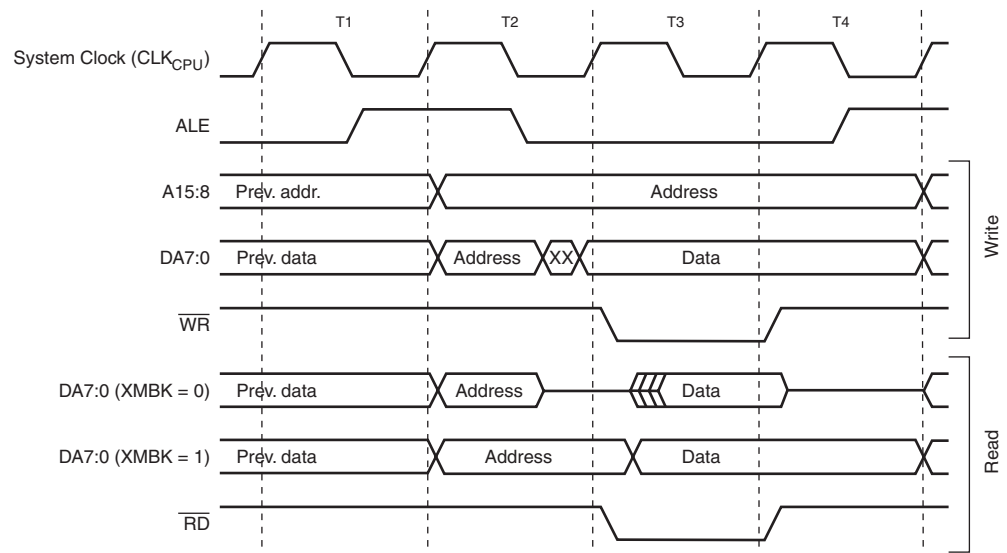 T1 T2 T3 T4
System Clock (CLKCPU)
ALE
A15:8 Prev. addr. Address
DA7:0 Prev. data Address XX Data
WR
Write
DA7:0 (XMBK = 0) Prev. data Address Data
DA7:0 (XMBK = 1) Prev. data Address Data
RD
Read